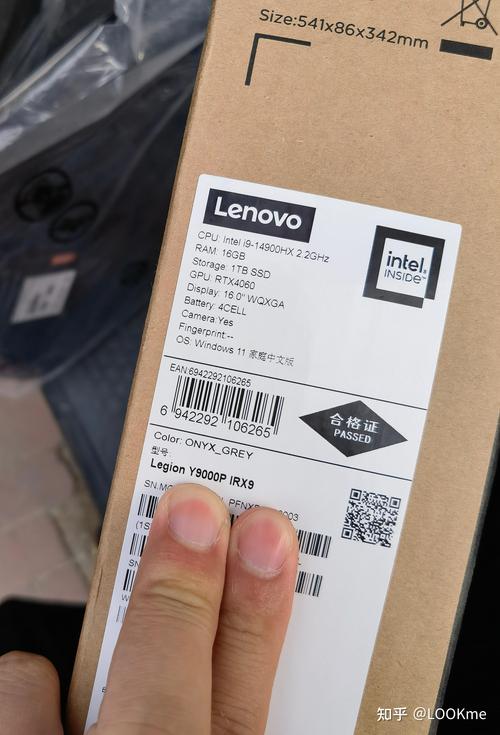 Size:541x86x342mm
Lenovo
CPU: Intel i9-14900HX 2.2GHz
RAM: 16GB
Storage: 1TB SSD
GPU: RTX4060
Display: 16.0" WQXGA
Battery: 4CELL
Camera:Yes
Fingerprint:--
OS: Windows 11 家庭中文版
intel
INSIDE™
EAN:6942292106265
6 942292 106265
合格证
PASSED
Color: ONYX_GREY
型号:
Legion Y9000P IRX9
(1S
知乎 @LOOKme